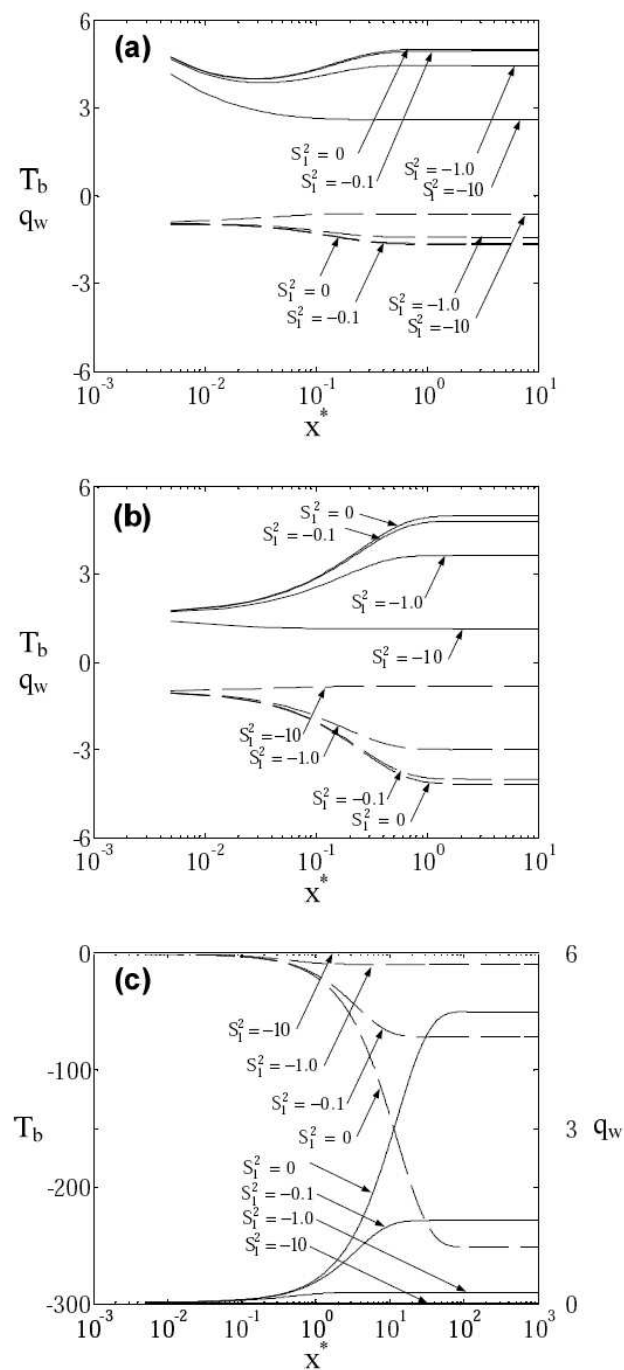 (a)
6
3
0
-3
-6
T_b
q_w
S_1^2 = 0
S_1^2 = -0.1
S_1^2 = -1.0
S_1^2 = -10
S_1^2 = 0
S_1^2 = -0.1
S_1^2 = -1.0
S_1^2 = -10
10^-3 10^-2 10^-1 10^0 10^1
x*
(b)
6
3
0
-3
-6
T_b
q_w
S_1^2 = 0
S_1^2 = -0.1
S_1^2 = -1.0
S_1^2 = -10
S_1^2 = -10
S_1^2 = -1.0
S_1^2 = -0.1
S_1^2 = 0
10^-3 10^-2 10^-1 10^0 10^1
x*
(c)
0
-100
-200
-300
T_b
6
3
0
q_w
S_1^2 = -10
S_1^2 = -1.0
S_1^2 = -0.1
S_1^2 = 0
S_1^2 = 0
S_1^2 = -0.1
S_1^2 = -1.0
S_1^2 = -10
10^-3 10^-2 10^-1 10^0 10^1 10^2 10^3
x*